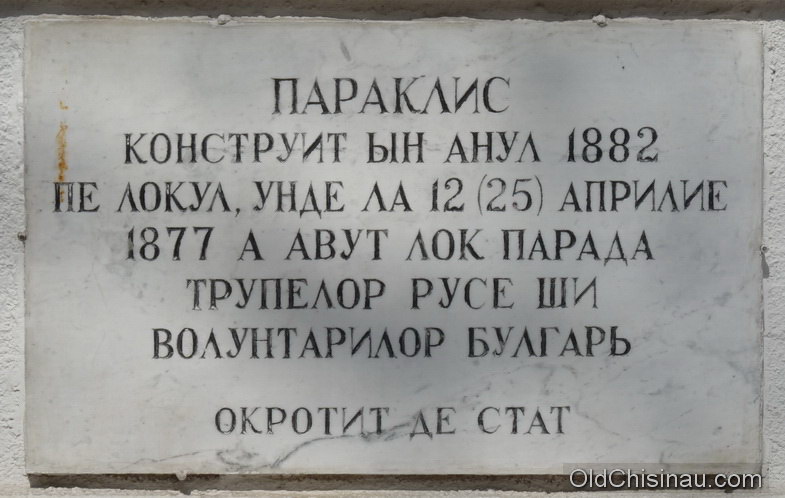 ПАРАКЛИС
КОНСТРУИТ ЫН АНУЛ 1882
ПЕ ЛОКУЛ, УНДЕ ЛА 12 (25) АПРИЛИЕ
1877 А АВУТ ЛОК ПАРАДА
ТРУПЕЛОР РУСЕ ШИ
ВОЛУНТАРИЛОР БУЛГАРЬ
ОКРОТИТ ДЕ СТАТ
OldChisinau.com